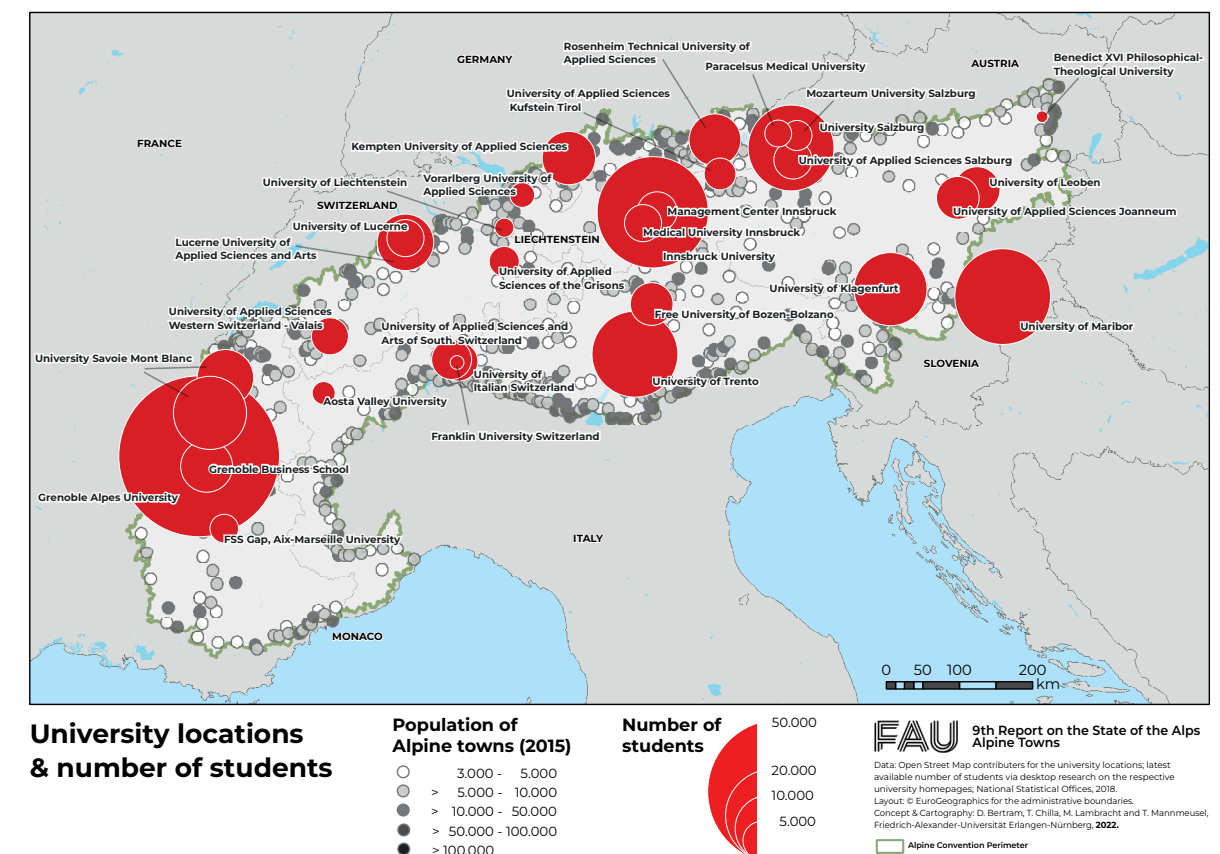 Rosenheim Technical University of
Applied Sciences
GERMANY
Paracelsus Medical University
AUSTRIA
Benedict XVI Philosophical-
Theological University
University of Applied Sciences
Kufstein Tirol
Mozarteum University Salzburg
University Salzburg
FRANCE
Kempten University of Applied Sciences
University of Applied Sciences Salzburg
University of Liechtenstein
Vorarlberg University of
Applied Sciences
University of Leoben
SWITZERLAND
Management Center Innsbruck
University of Applied Sciences Joanneum
University of Lucerne
Medical University Innsbruck
LIECHTENSTEIN
Lucerne University of
Applied Sciences and Arts
Innsbruck University
University of Applied
Sciences of the Grisons
University of Klagenfurt
University of Applied Sciences
Western Switzerland - Valais
Free University of Bozen-Bolzano
University of Applied Sciences and
Arts of South. Switzerland
University of Maribor
University Savoie Mont Blanc
SLOVENIA
University of
Italian Switzerland
University of Trento
Aosta Valley University
Franklin University Switzerland
Grenoble Business School
Grenoble Alpes University
FSS Gap, Aix-Marseille University
ITALY
MONACO
0 50 100 200
km
University locations
& number of students
Population of
Alpine towns (2015)
3.000 - 5.000
> 5.000 - 10.000
> 10.000 - 50.000
> 50.000 - 100.000
> 100.000
Number of
students
50.000
20.000
10.000
5.000
FAU
9th Report on the State of the Alps
Alpine Towns
Data: Open Street Map contributors for the university locations; latest
available number of students via desktop research on the respective
university homepages; National Statistical Offices, 2018.
Layout: © EuroGeographics for the administrative boundaries.
Concept & Cartography: D. Bertram, T. Chilla, M. Lambracht and T. Mannmeusel,
Friedrich-Alexander-Universität Erlangen-Nürnberg, 2022.
Alpine Convention Perimeter